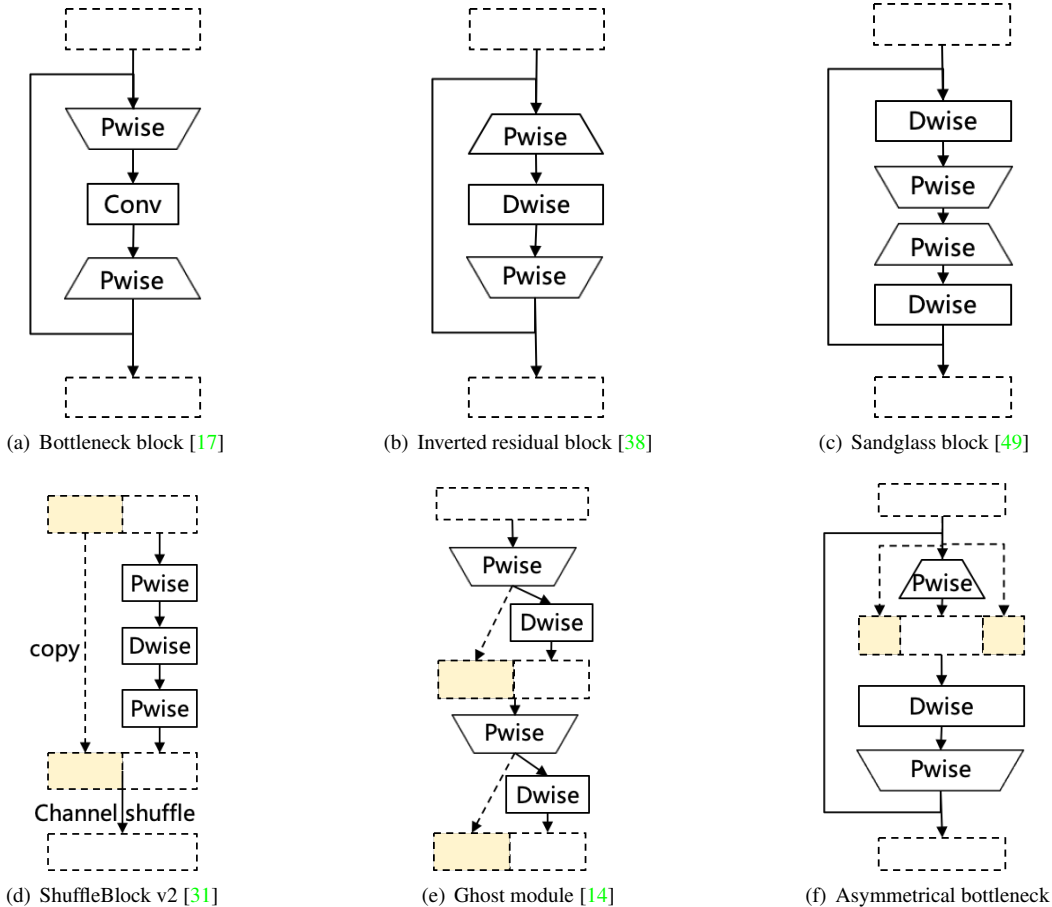 Pwise
Conv
Pwise
(a) Bottleneck block [17]
Pwise
Dwise
Pwise
(b) Inverted residual block [38]
Dwise
Pwise
Pwise
Dwise
(c) Sandglass block [49]
copy
Pwise
Dwise
Pwise
Channel shuffle
(d) ShuffleBlock v2 [31]
Pwise
Dwise
Pwise
Dwise
(e) Ghost module [14]
Pwise
Dwise
Pwise
(f) Asymmetrical bottleneck